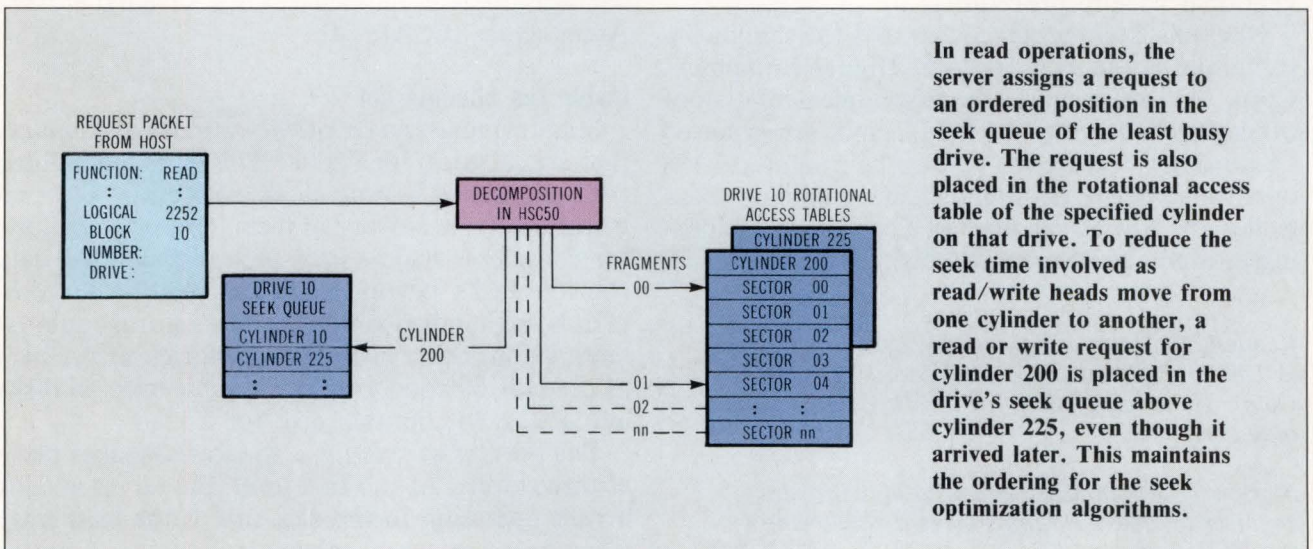 REQUEST PACKET
FROM HOST
FUNCTION: READ
: :
LOGICAL 2252
BLOCK 10
NUMBER:
DRIVE:
DECOMPOSITION
IN HSC50
DRIVE 10
SEEK QUEUE
CYLINDER 10
CYLINDER 225
: :
CYLINDER
200
FRAGMENTS
00
01
02
nn
DRIVE 10 ROTATIONAL
ACCESS TABLES
CYLINDER 225
CYLINDER 200
SECTOR 00
SECTOR 01
SECTOR 02
SECTOR 03
SECTOR 04
: :
SECTOR nn
In read operations, the
server assigns a request to
an ordered position in the
seek queue of the least busy
drive. The request is also
placed in the rotational access
table of the specified cylinder
on that drive. To reduce the
seek time involved as
read/write heads move from
one cylinder to another, a
read or write request for
cylinder 200 is placed in the
drive's seek queue above
cylinder 225, even though it
arrived later. This maintains
the ordering for the seek
optimization algorithms.